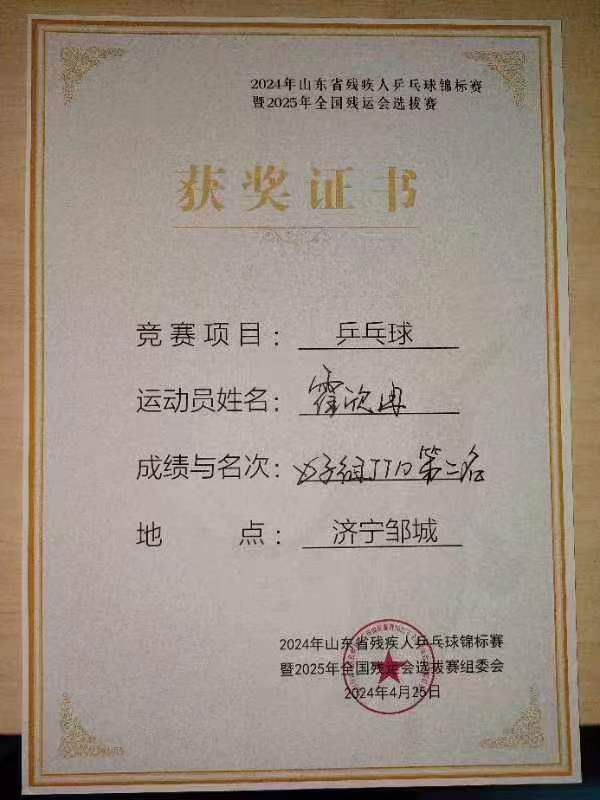 2024年山东省残疾人乒乓球锦标赛
暨2025年全国残运会选拔赛
获奖证书
竞赛项目: 乒乓球
运动员姓名: 霍欣冉
成绩与名次: 女子组TT10第二名
地 点: 济宁邹城
2024年山东省残疾人乒乓球锦标赛
暨2025年全国残运会选拔赛组委会
2024年4月25日